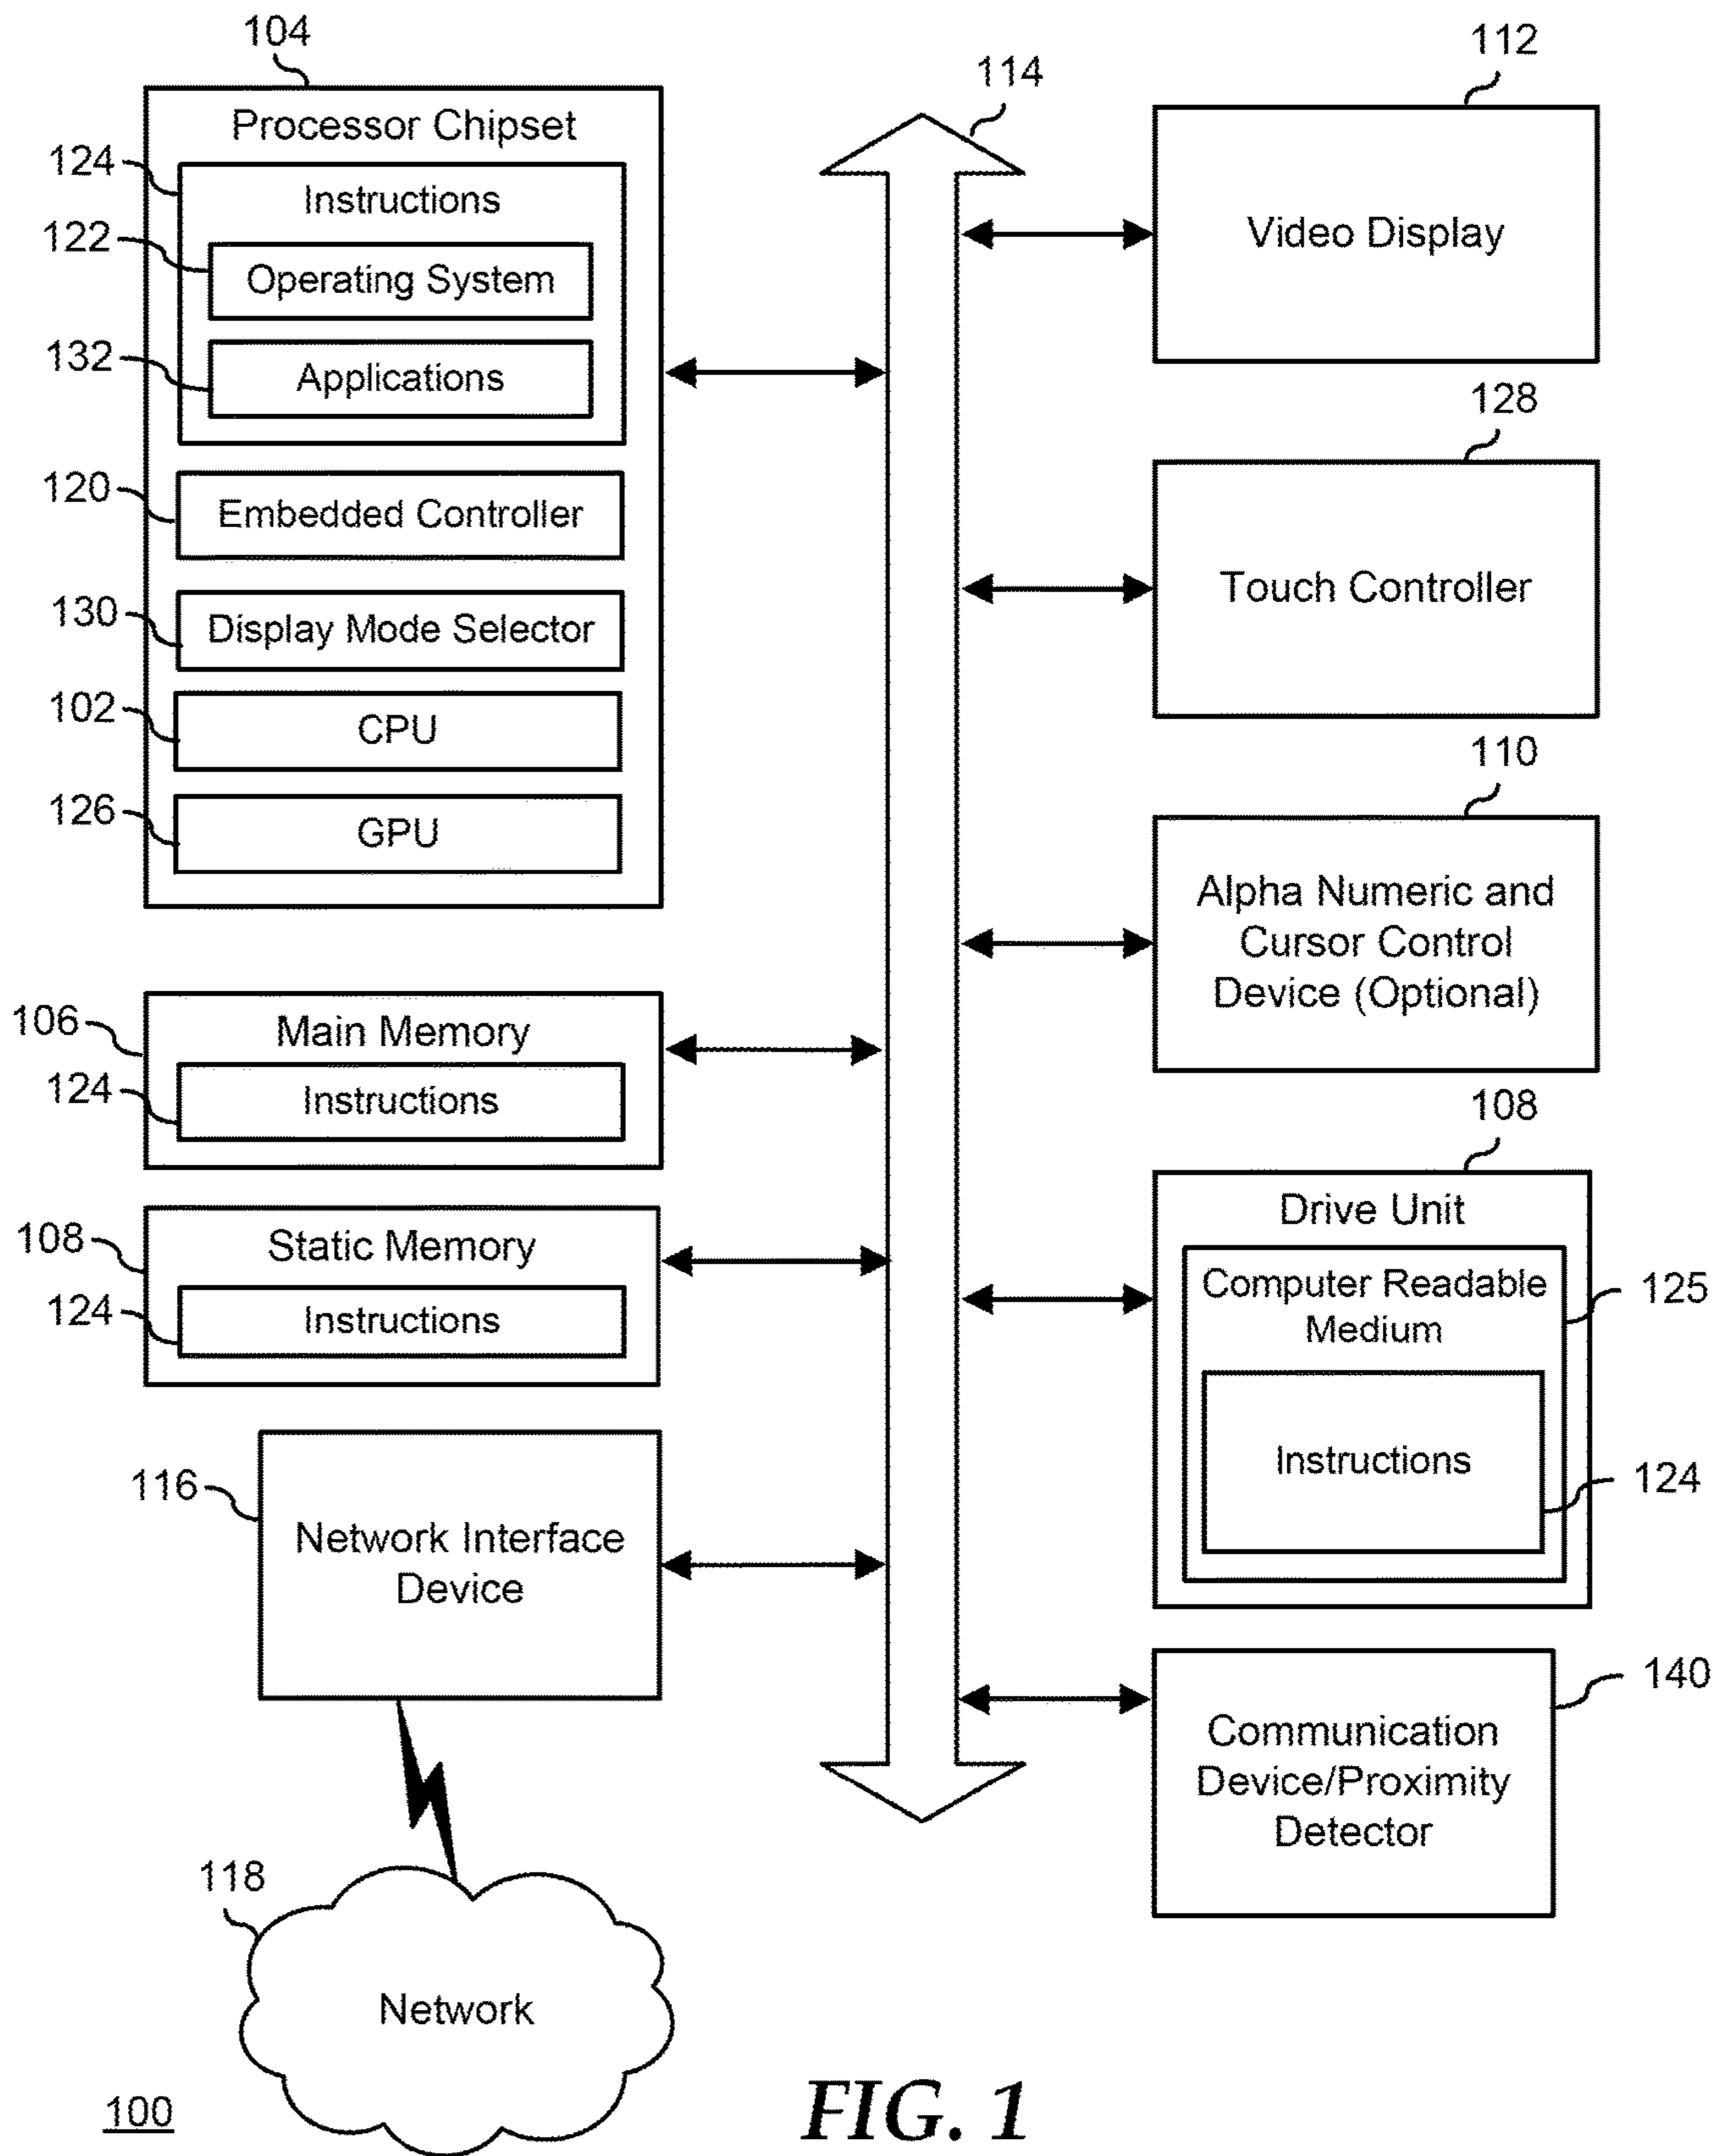 104
Processor Chipset
124
Instructions
122
Operating System
132
Applications
120
Embedded Controller
130
Display Mode Selector
102
CPU
126
GPU
106
Main Memory
124
Instructions
108
Static Memory
124
Instructions
116
Network Interface
Device
118
Network
100
114
112
Video Display
128
Touch Controller
110
Alpha Numeric and
Cursor Control
Device (Optional)
108
Drive Unit
Computer Readable
Medium
125
Instructions
124
140
Communication
Device/Proximity
Detector
FIG. 1